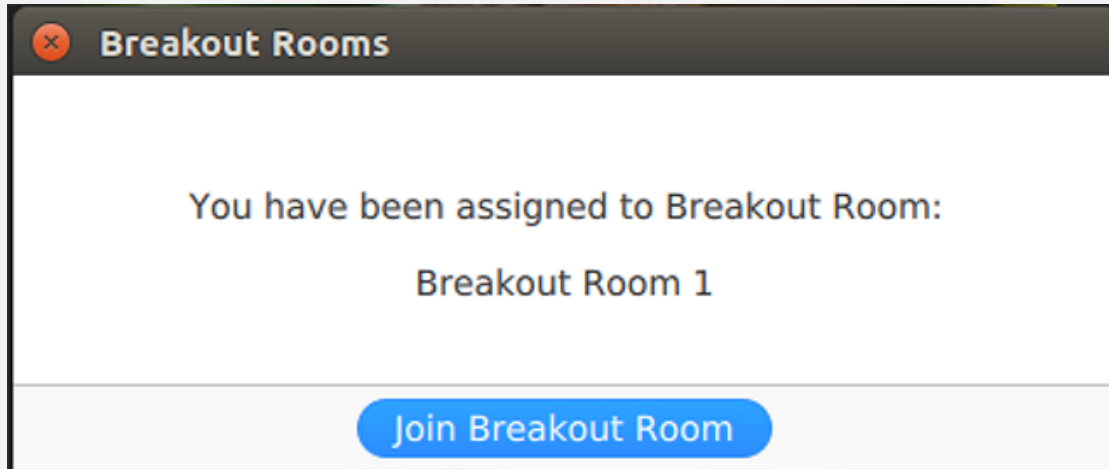 Breakout Rooms
You have been assigned to Breakout Room:
Breakout Room 1
Join Breakout Room